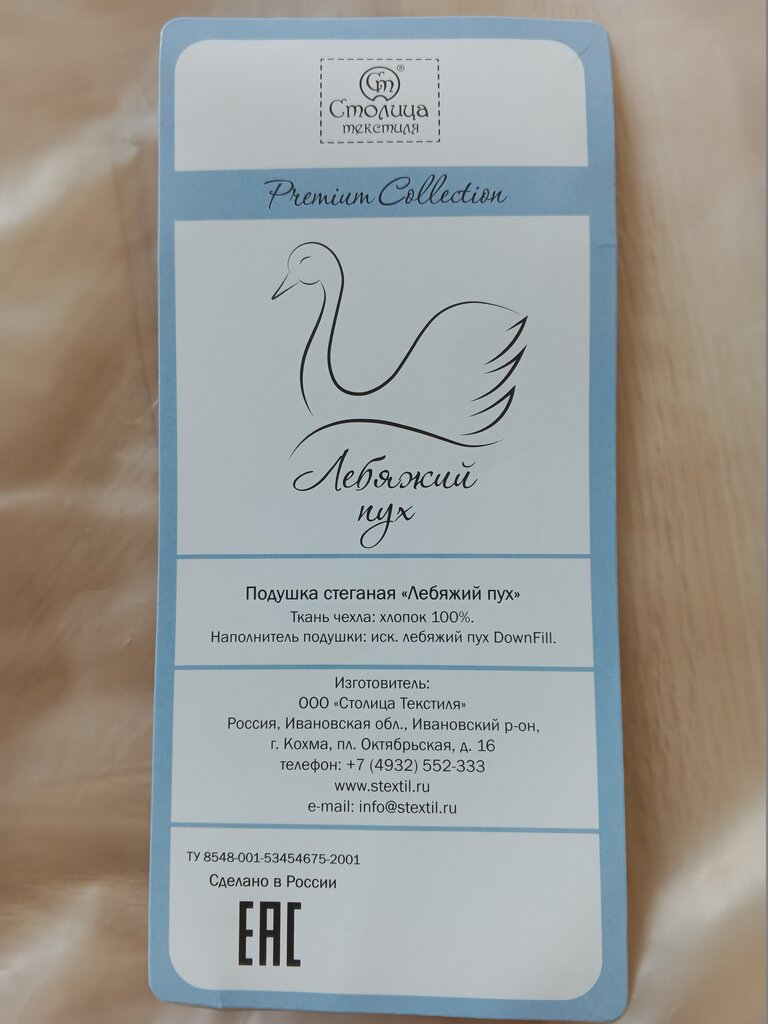 Ст®
Столица
текстиля
Premium Collection
Лебяжий
пух
Подушка стеганая «Лебяжий пух»
Ткань чехла: хлопок 100%.
Наполнитель подушки: иск. лебяжий пух DownFill.
Изготовитель:
ООО «Столица Текстиля»
Россия, Ивановская обл., Ивановский р-он,
г. Кохма, пл. Октябрьская, д. 16
телефон: +7 (4932) 552-333
www.stextil.ru
e-mail: info@stextil.ru
ТУ 8548-001-53454675-2001
Сделано в России
EAC